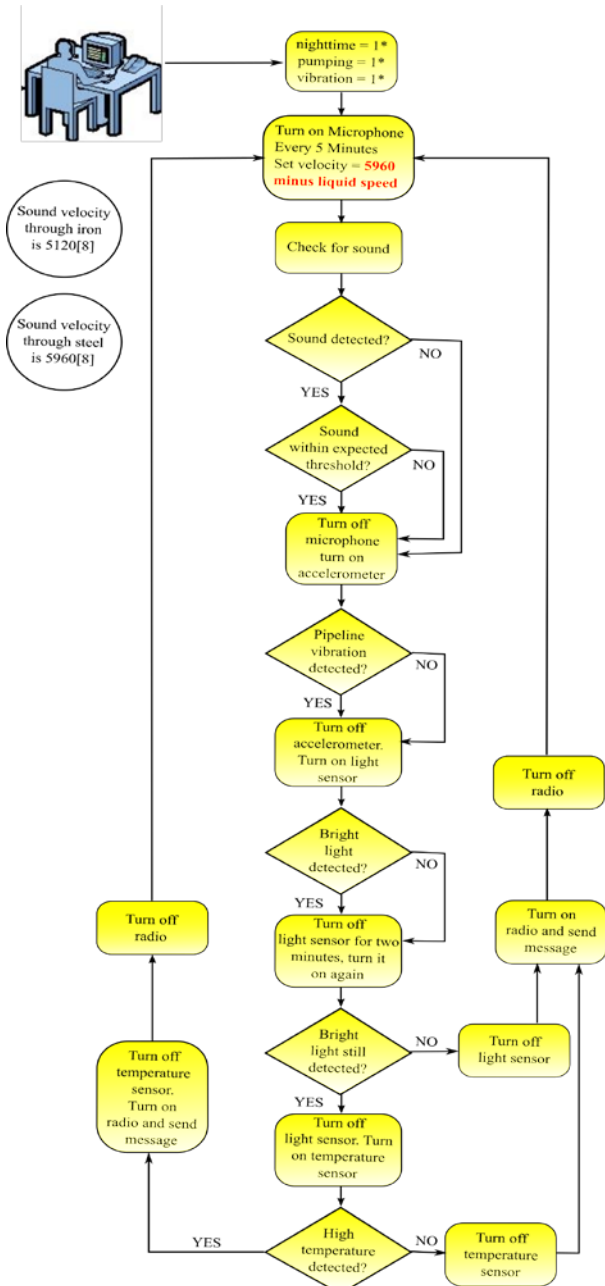 nighttime = 1*
pumping = 1*
vibration = 1*
Turn on Microphone
Every 5 Minutes
Set velocity = 5960
minus liquid speed
Sound velocity
through iron
is 5120[8]
Check for sound
Sound velocity
through steel
is 5960[8]
Sound detected?
NO
YES
Sound
within expected
threshold?
NO
YES
Turn off
microphone
turn on
accelerometer
Pipeline
vibration
detected?
NO
YES
Turn off
accelerometer.
Turn on light
sensor
Turn off
radio
Bright
light
detected?
NO
YES
Turn off
radio
Turn off
light sensor for two
minutes, turn it
on again
Turn on
radio and send
message
Turn off
temperature
sensor.
Turn on
radio and send
message
Bright
light still
detected?
NO
Turn off
light sensor
YES
Turn off
light sensor. Turn
on temperature
sensor
YES
High
temperature
detected?
NO
Turn off
temperature
sensor